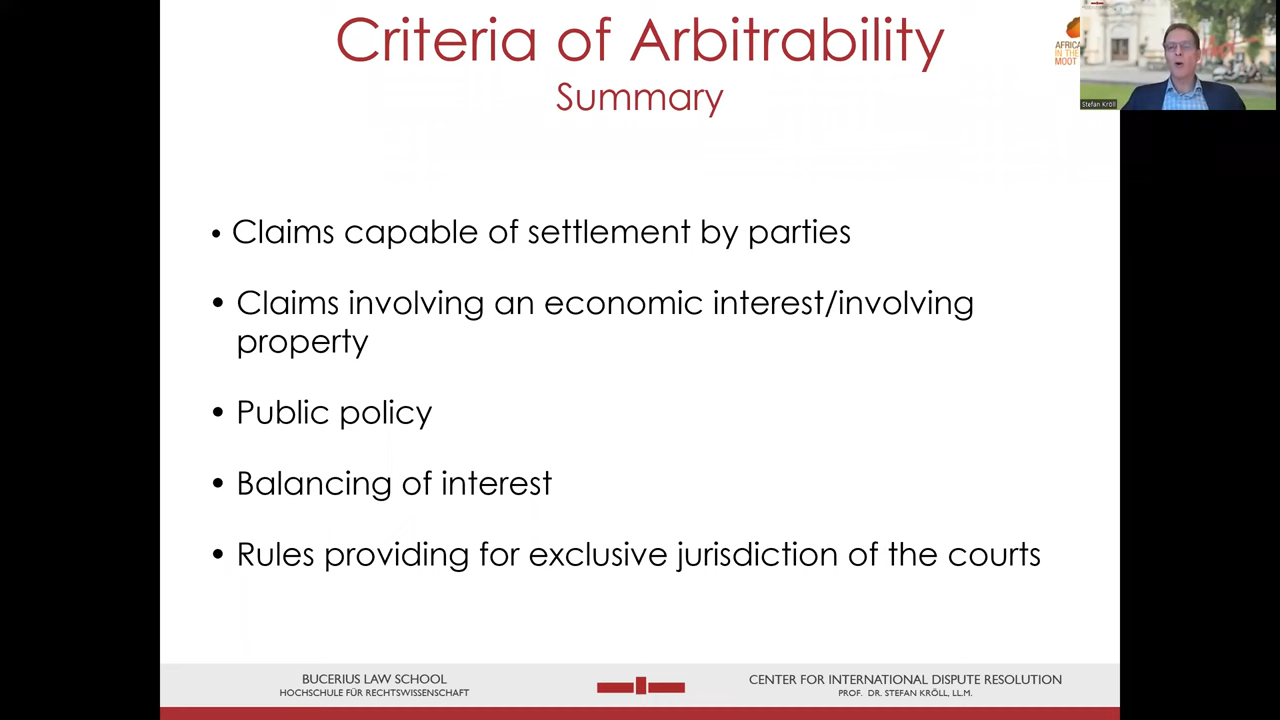 Criteria of Arbitrability
Summary
AFRICA
IN THE
MOOT
Stefan Kröll
• Claims capable of settlement by parties
• Claims involving an economic interest/involving
property
• Public policy
• Balancing of interest
• Rules providing for exclusive jurisdiction of the courts
BUCERIUS LAW SCHOOL
HOCHSCHULE FÜR RECHTSWISSENSCHAFT
CENTER FOR INTERNATIONAL DISPUTE RESOLUTION
PROF. DR. STEFAN KRÖLL, LL.M.